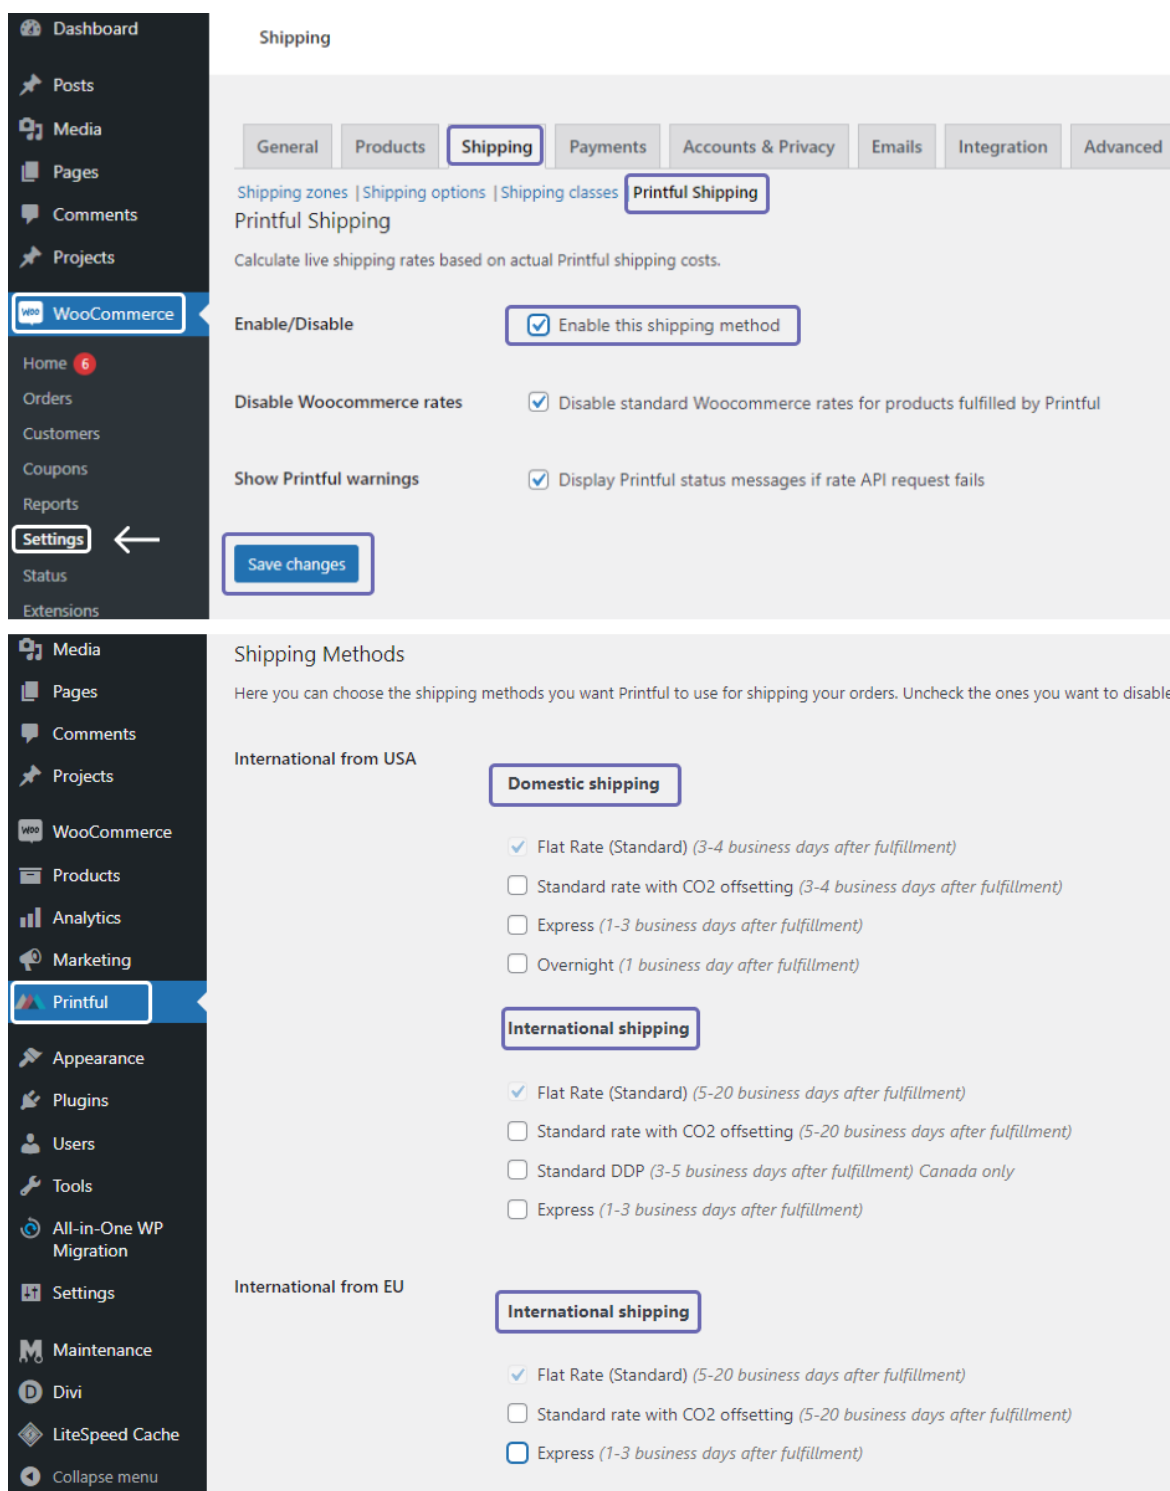 Dashboard
Posts
Media
Pages
Comments
Projects
WooCommerce
Home 6
Orders
Customers
Coupons
Reports
Settings
Status
Extensions
Shipping
General Products Shipping Payments Accounts & Privacy Emails Integration Advanced
Shipping zones | Shipping options | Shipping classes | Printful Shipping
Printful Shipping
Calculate live shipping rates based on actual Printful shipping costs.
Enable/Disable Enable this shipping method
Disable Woocommerce rates Disable standard Woocommerce rates for products fulfilled by Printful
Show Printful warnings Display Printful status messages if rate API request fails
Save changes
Media
Pages
Comments
Projects
WooCommerce
Products
Analytics
Marketing
Printful
Appearance
Plugins
Users
Tools
All-in-One WP
Migration
Settings
Maintenance
Divi
LiteSpeed Cache
Collapse menu
Shipping Methods
Here you can choose the shipping methods you want Printful to use for shipping your orders. Uncheck the ones you want to disable
International from USA
Domestic shipping
Flat Rate (Standard) (3-4 business days after fulfillment)
Standard rate with CO2 offsetting (3-4 business days after fulfillment)
Express (1-3 business days after fulfillment)
Overnight (1 business day after fulfillment)
International shipping
Flat Rate (Standard) (5-20 business days after fulfillment)
Standard rate with CO2 offsetting (5-20 business days after fulfillment)
Standard DDP (3-5 business days after fulfillment) Canada only
Express (1-3 business days after fulfillment)
International from EU
International shipping
Flat Rate (Standard) (5-20 business days after fulfillment)
Standard rate with CO2 offsetting (5-20 business days after fulfillment)
Express (1-3 business days after fulfillment)